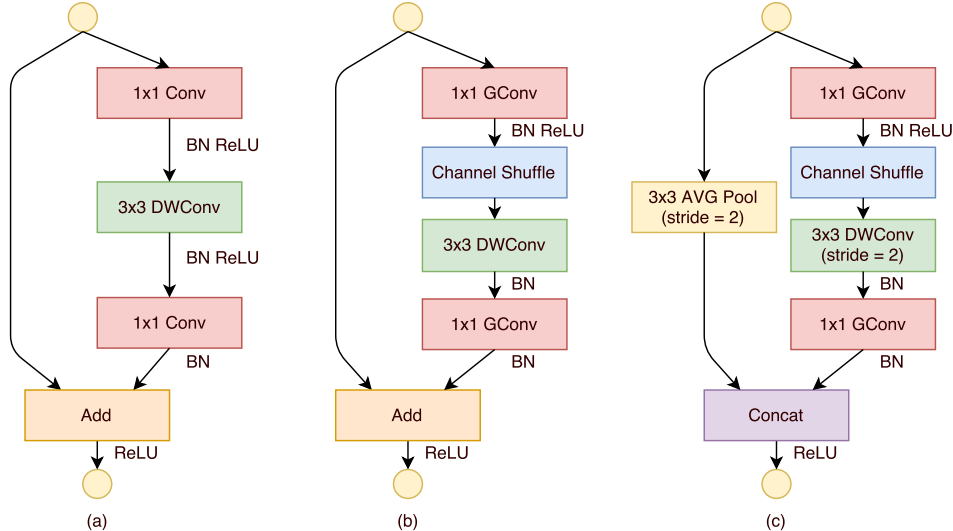 1x1 Conv
BN ReLU
3x3 DWConv
BN ReLU
1x1 Conv
BN
Add
ReLU
(a)
1x1 GConv
BN ReLU
Channel Shuffle
3x3 DWConv
BN
1x1 GConv
BN
Add
ReLU
(b)
3x3 AVG Pool
(stride = 2)
1x1 GConv
BN ReLU
Channel Shuffle
3x3 DWConv
(stride = 2)
BN
1x1 GConv
BN
Concat
ReLU
(c)